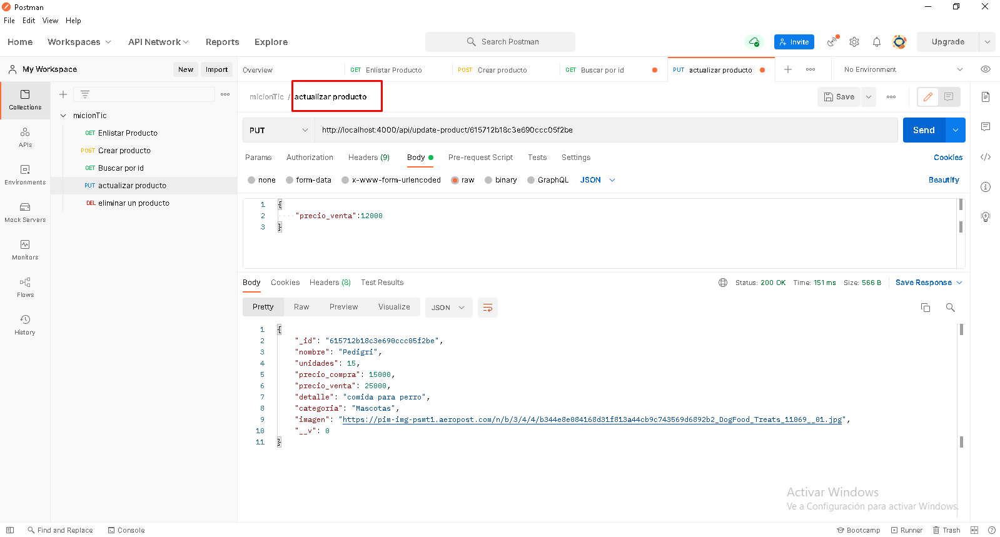 Postman
File Edit View Help
Home Workspaces API Network Reports Explore Search Postman Invite Upgrade
My Workspace New Import Overview GET Enlistar Producto POST Crear producto GET Buscar por id PUT actualizar producto No Environment
micionTic / actualizar producto Save
Collections
APIs
Environments
Mock Servers
Monitors
Flows
History
micionTic
GET Enlistar Producto
POST Crear producto
GET Buscar por id
PUT actualizar producto
DEL eliminar un producto
PUT http://localhost:4000/api/update-product/615712b18c3e690ccc05f2be Send
Params Authorization Headers (9) Body Pre-request Script Tests Settings Cookies
none form-data x-www-form-urlencoded raw binary GraphQL JSON Beautify
1 {
2 "precio_venta":12000
3 }
Body Cookies Headers (8) Test Results Status: 200 OK Time: 151 ms Size: 566 B Save Response
Pretty Raw Preview Visualize JSON
1 {
2 "_id": "615712b18c3e690ccc05f2be",
3 "nombre": "Pedigri",
4 "unidades": 15,
5 "precio_compra": 15000,
6 "precio_venta": 25000,
7 "detalle": "comida para perro",
8 "categoria": "Mascotas",
9 "imagen": "https://pim-img-psmt1.aeropost.com/n/b/3/4/4/b344e8e084168d31f813a44cb9c743569d6892b2_DogFood_Treats_11069__01.jpg",
10 "__v": 0
11 }
Activar Windows
Ve a Configuración para activar Windows.
Find and Replace Console Bootcamp Runner Trash